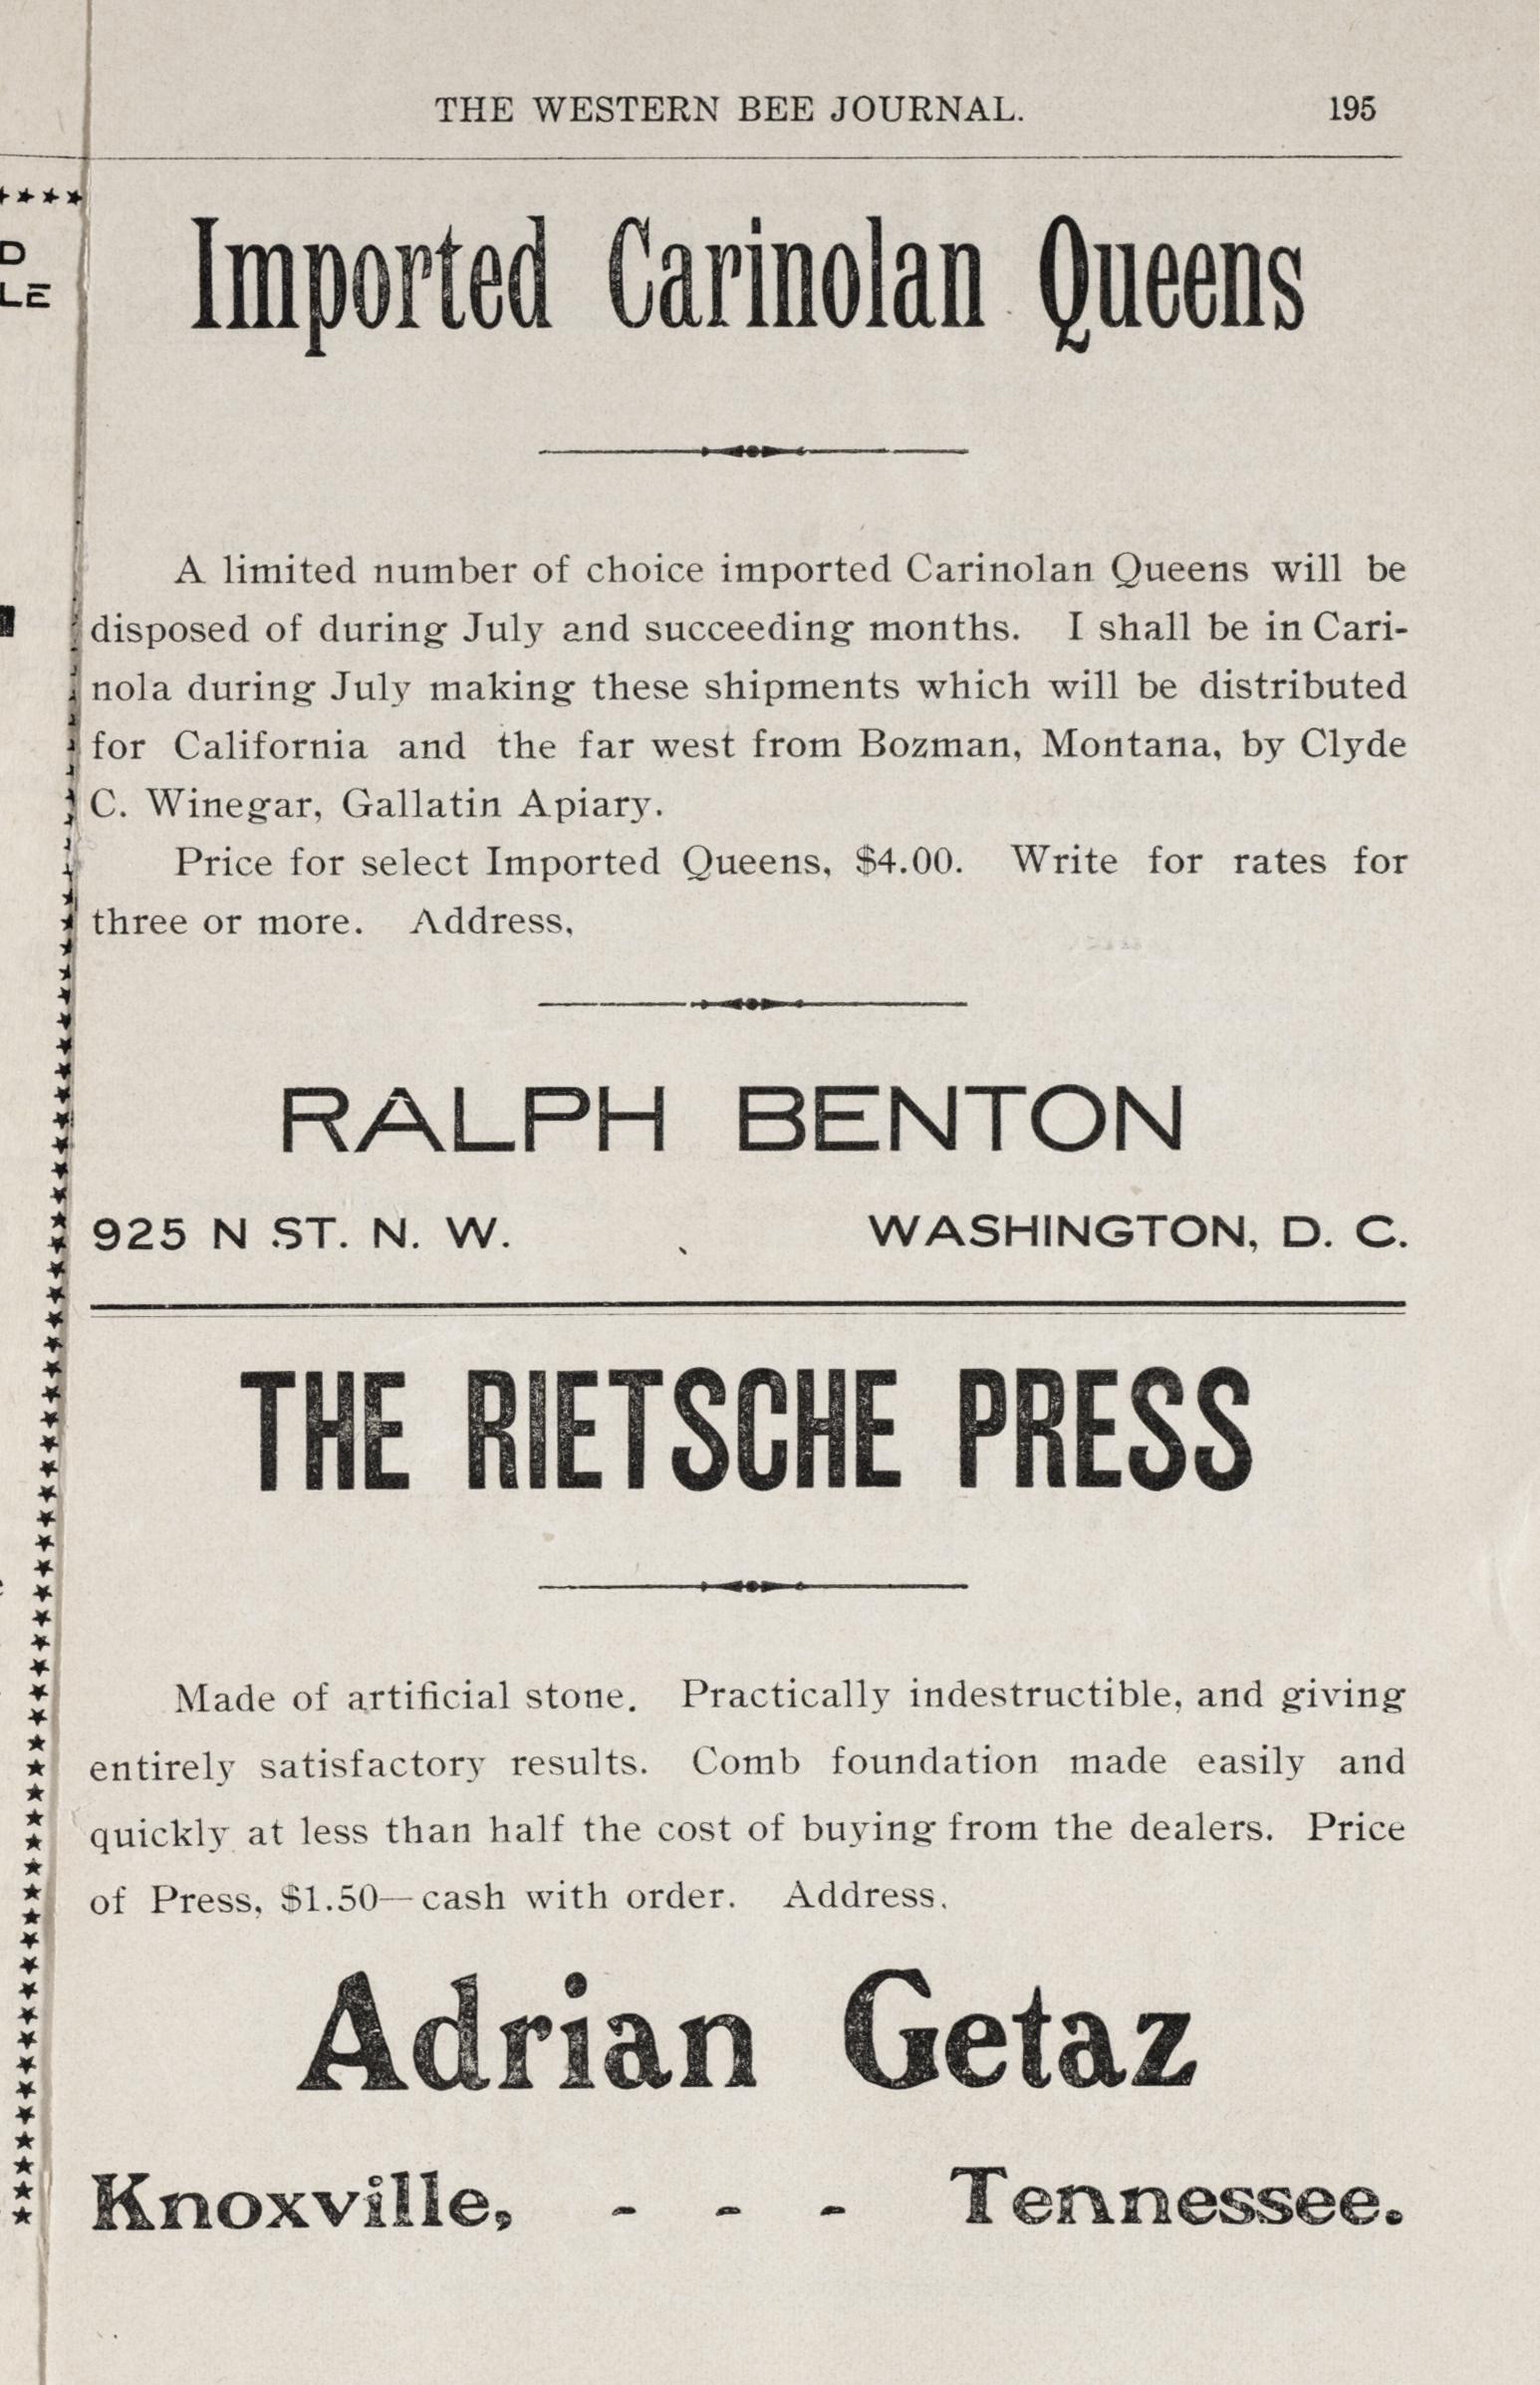 THE WESTERN BEE JOURNAL. 195
D
LE
Imported Carinolan Queens
A limited number of choice imported Carinolan Queens will be
disposed of during July and succeeding months. I shall be in Cari-
nola during July making these shipments which will be distributed
for California and the far west from Bozman, Montana, by Clyde
C. Winegar, Gallatin Apiary.
Price for select Imported Queens, $4.00. Write for rates for
three or more. Address,
RALPH BENTON
925 N ST. N. W. WASHINGTON, D. C.
THE RIETSCHE PRESS
Made of artificial stone. Practically indestructible, and giving
entirely satisfactory results. Comb foundation made easily and
quickly at less than half the cost of buying from the dealers. Price
of Press, $1.50—cash with order. Address.
Adrian Getaz
Knoxville, - - - Tennessee.